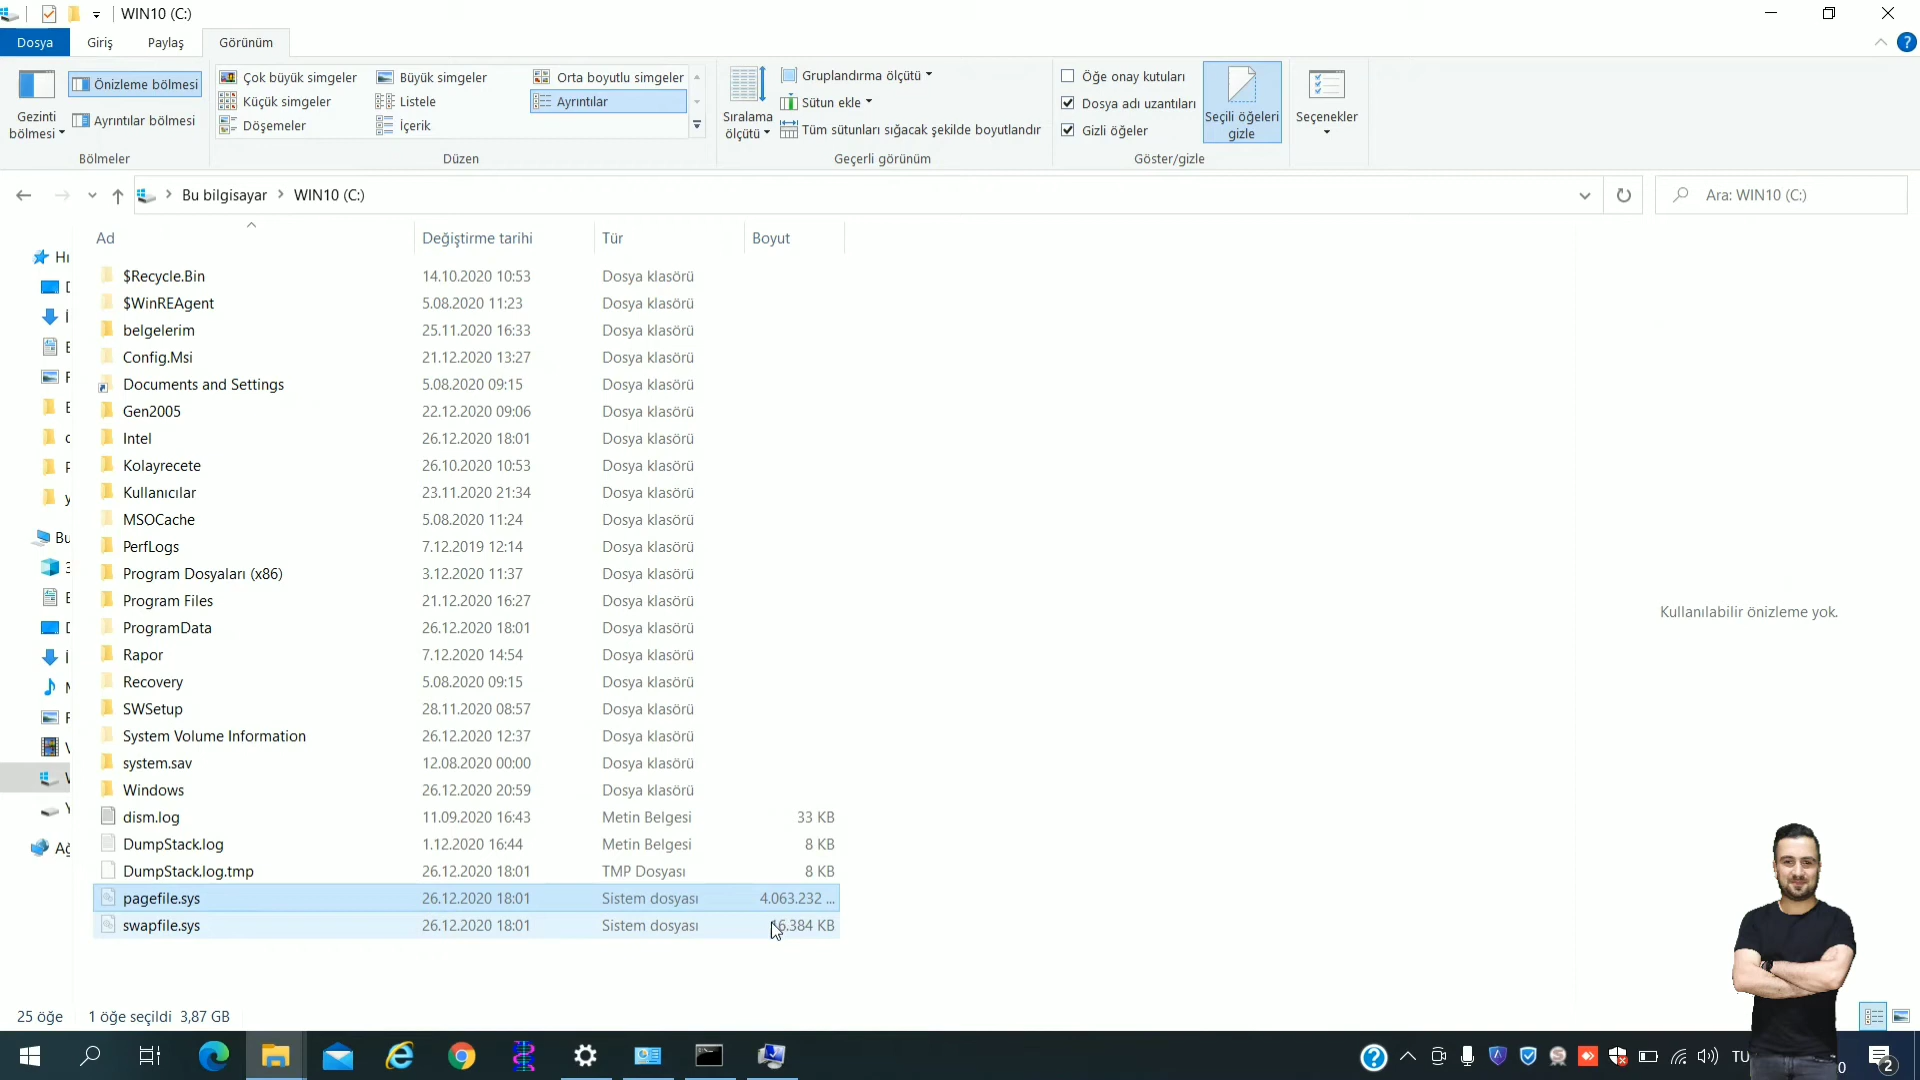 WIN10 (C:)
Dosya Giriş Paylaş Görünüm
Gezinti bölmesi
Önizleme bölmesi
Ayrıntılar bölmesi
Bölmeler
Çok büyük simgeler Büyük simgeler Orta boyutlu simgeler
Küçük simgeler Listele Ayrıntılar
Döşemeler İçerik
Düzen
Sıralama ölçütü
Gruplandırma ölçütü
Sütun ekle
Tüm sütunları sığacak şekilde boyutlandır
Geçerli görünüm
Öğe onay kutuları
Dosya adı uzantıları
Gizli öğeler
Seçili öğeleri gizle
Göster/gizle
Seçenekler
Bu bilgisayar WIN10 (C:)
Ara: WIN10 (C:)
Ad Değiştirme tarihi Tür Boyut
$Recycle.Bin 14.10.2020 10:53 Dosya klasörü
$WinREAgent 5.08.2020 11:23 Dosya klasörü
belgelerim 25.11.2020 16:33 Dosya klasörü
Config.Msi 21.12.2020 13:27 Dosya klasörü
Documents and Settings 5.08.2020 09:15 Dosya klasörü
Gen2005 22.12.2020 09:06 Dosya klasörü
Intel 26.12.2020 18:01 Dosya klasörü
Kolayrecete 26.10.2020 10:53 Dosya klasörü
Kullanıcılar 23.11.2020 21:34 Dosya klasörü
MSOCache 5.08.2020 11:24 Dosya klasörü
PerfLogs 7.12.2019 12:14 Dosya klasörü
Program Dosyaları (x86) 3.12.2020 11:37 Dosya klasörü
Program Files 21.12.2020 16:27 Dosya klasörü
ProgramData 26.12.2020 18:01 Dosya klasörü
Rapor 7.12.2020 14:54 Dosya klasörü
Recovery 5.08.2020 09:15 Dosya klasörü
SWSetup 28.11.2020 08:57 Dosya klasörü
System Volume Information 26.12.2020 12:37 Dosya klasörü
system.sav 12.08.2020 00:00 Dosya klasörü
Windows 26.12.2020 20:59 Dosya klasörü
dism.log 11.09.2020 16:43 Metin Belgesi 33 KB
DumpStack.log 1.12.2020 16:44 Metin Belgesi 8 KB
DumpStack.log.tmp 26.12.2020 18:01 TMP Dosyası 8 KB
pagefile.sys 26.12.2020 18:01 Sistem dosyası 4.063.232 ...
swapfile.sys 26.12.2020 18:01 Sistem dosyası 16.384 KB
Kullanılabilir önizleme yok.
25 öğe 1 öğe seçildi 3,87 GB
TU
2